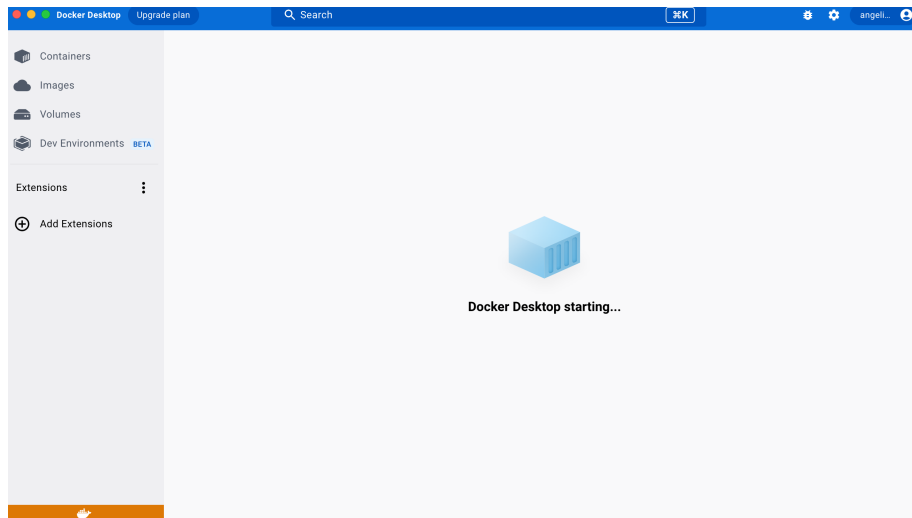 Docker Desktop Upgrade plan Search ⌘K angeli...
Containers
Images
Volumes
Dev Environments BETA
Extensions
Add Extensions
Docker Desktop starting...